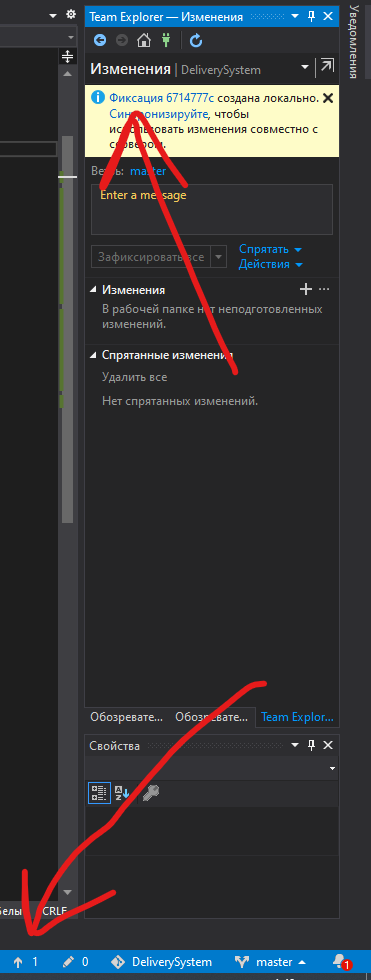 Team Explorer — Изменения
Уведомления
Изменения | DeliverySystem
Фиксация 6714777c создана локально.
Синхронизируйте, чтобы
использовать изменения совместно с
сервером.
Ветвь: master
Enter a message
Зафиксировать все
Спрятать
Действия
Изменения
В рабочей папке нет неподготовленных
изменений.
Спрятанные изменения
Удалить все
Нет спрятанных изменений.
Обозревате... Обозревате... Team Explor...
Свойства
CRLF
1 0 DeliverySystem master 1